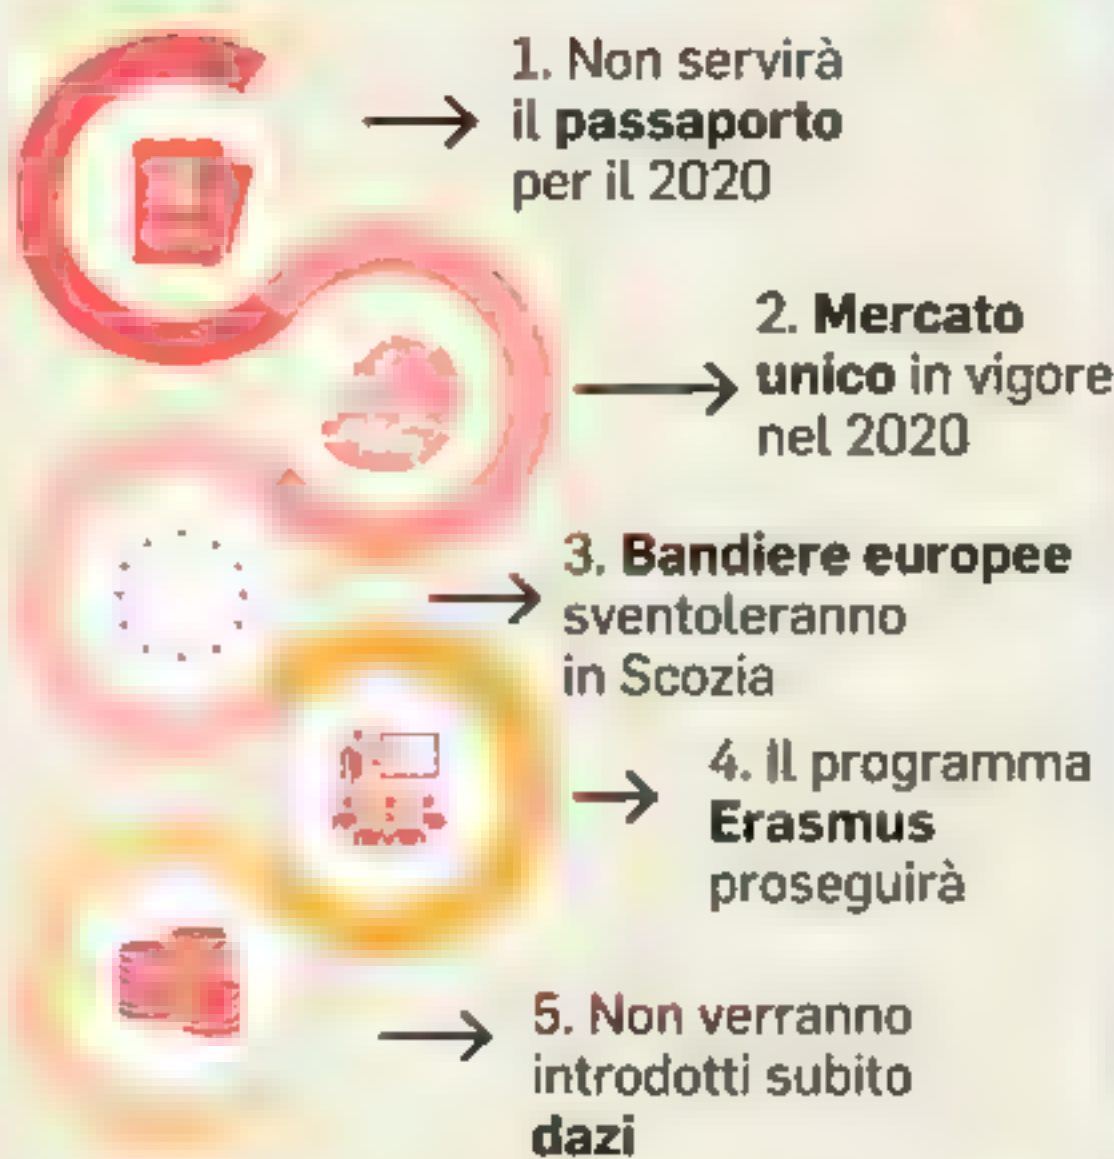 1. Non servirà
il passaporto
per il 2020
2. Mercato
unico in vigore
nel 2020
3. Bandiere europee
sventoleranno
in Scozia
4. Il programma
Erasmus
proseguirà
5. Non verranno
introdotti subito
dazi